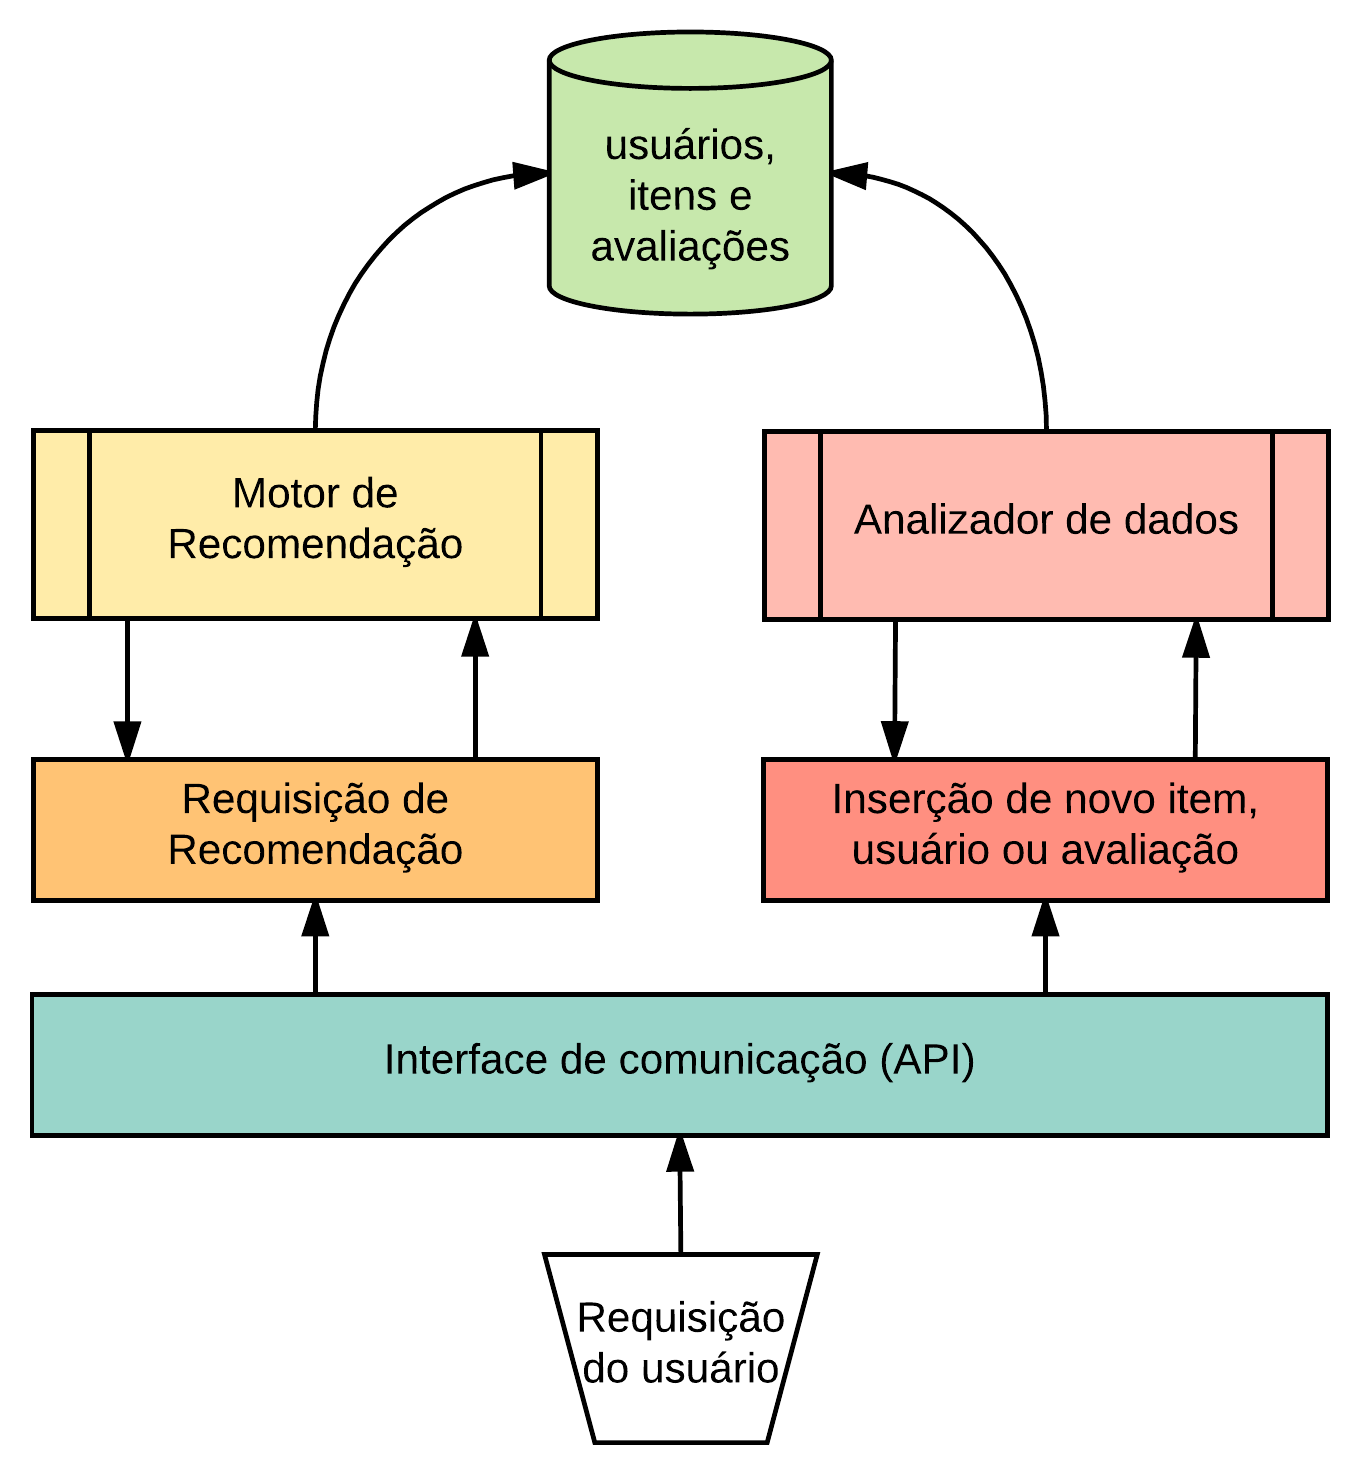 usuários,
itens e
avaliações
Motor de
Recomendação
Analizador de dados
Requisição de
Recomendação
Inserção de novo item,
usuário ou avaliação
Interface de comunicação (API)
Requisição
do usuário